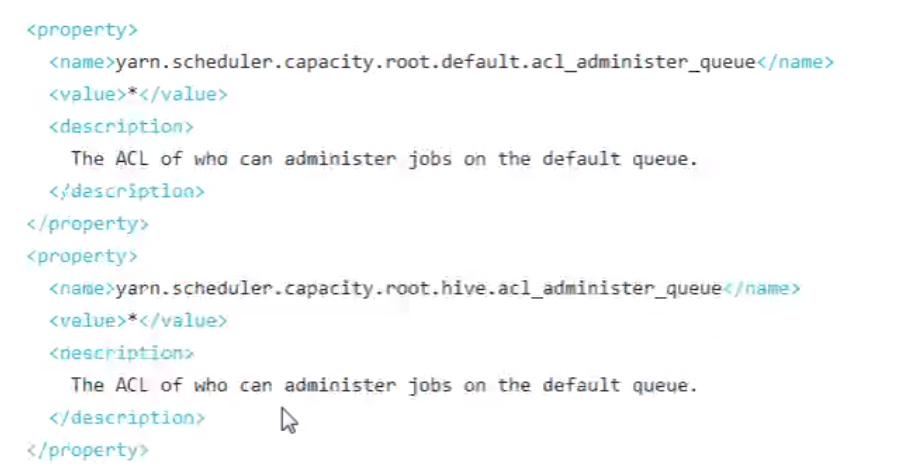 <property>
<name>yarn.scheduler.capacity.root.default.acl_administer_queue</name>
<value>*</value>
<description>
The ACL of who can administer jobs on the default queue.
</description>
</property>
<property>
<name>yarn.scheduler.capacity.root.hive.acl_administer_queue</name>
<value>*</value>
<description>
The ACL of who can administer jobs on the default queue.
</description>
</property>